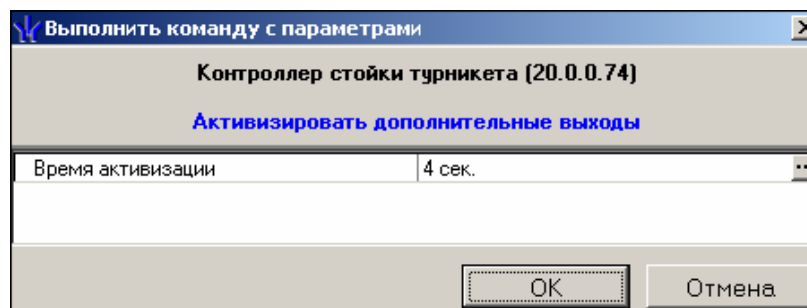 Выполнить команду с параметрами
Контроллер стойки турникета (20.0.0.74)
Активизировать дополнительные выходы
Время активизации 4 сек. ...
OK Отмена